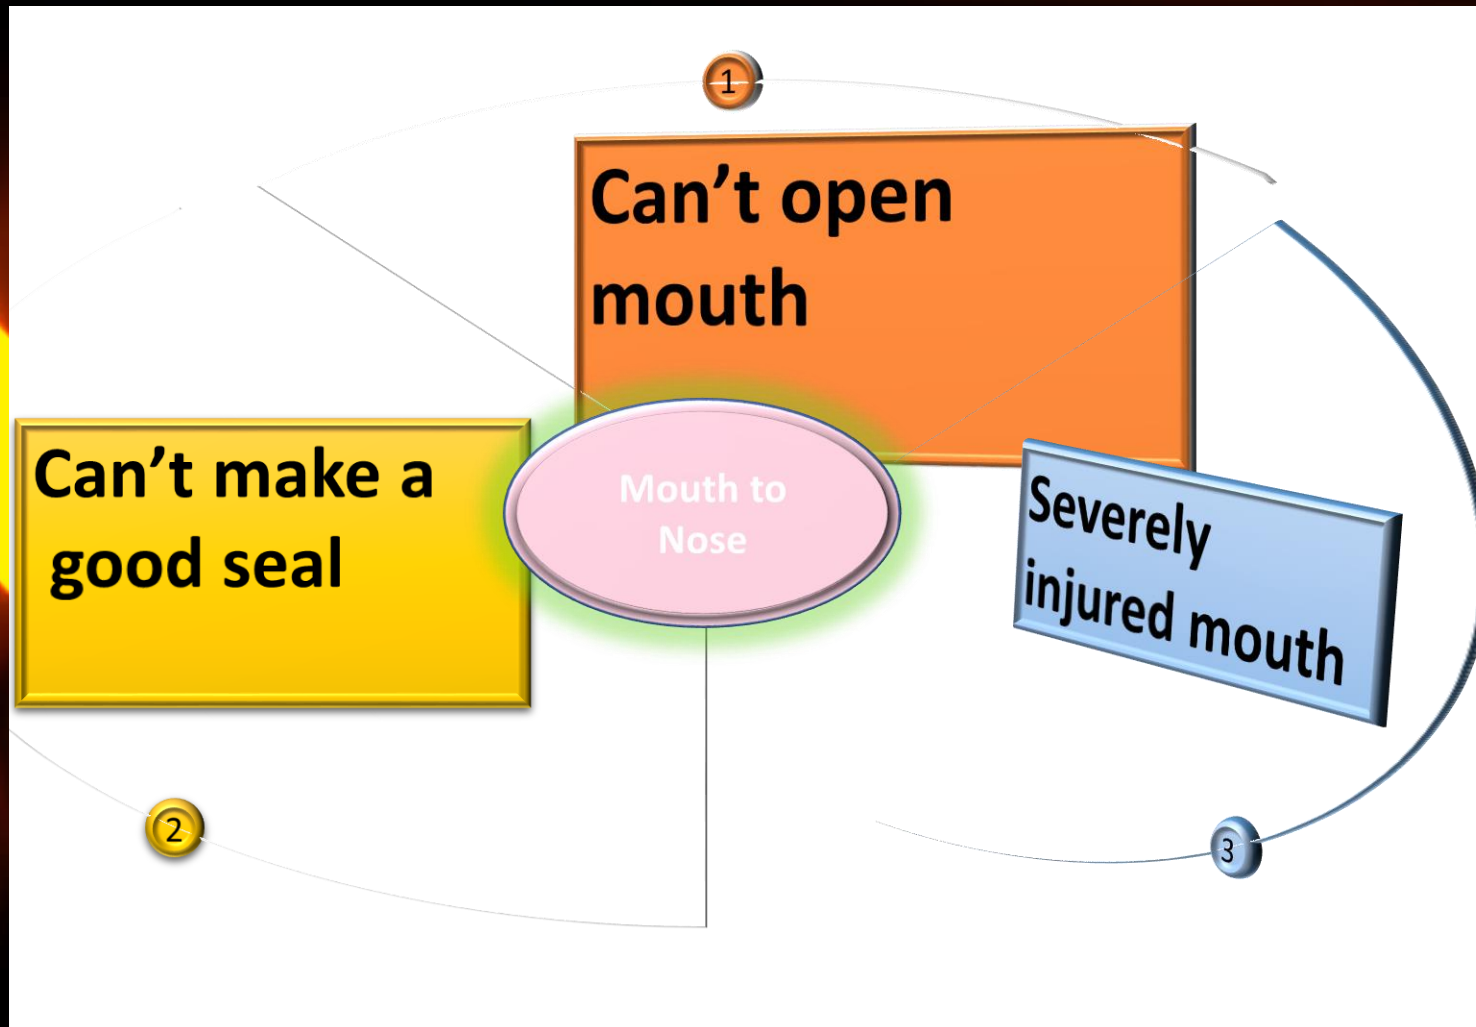 1
Can't open
mouth
Can't make a
good seal
Mouth to
Nose
Severely
injured mouth
2
3